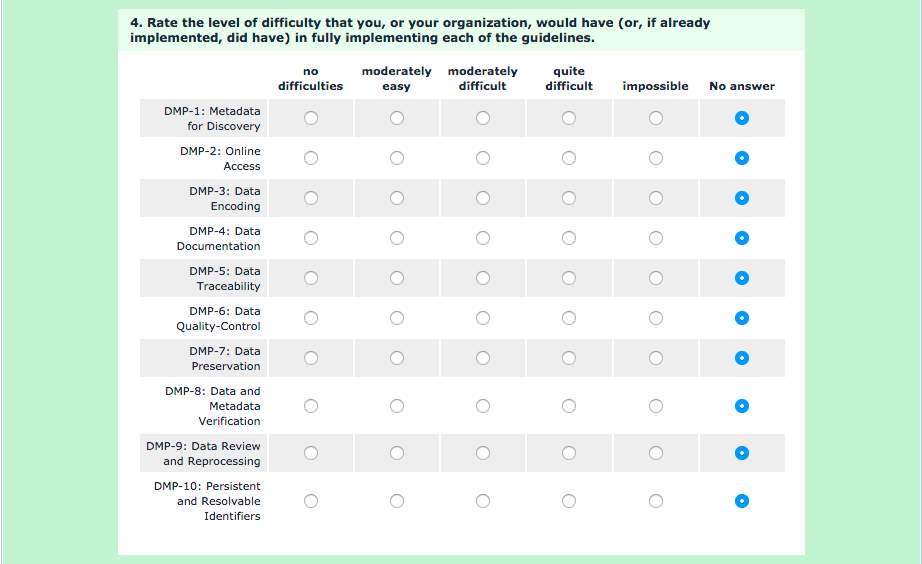 4. Rate the level of difficulty that you, or your organization, would have (or, if already
implemented, did have) in fully implementing each of the guidelines.
no difficulties
moderately easy
moderately difficult
quite difficult
impossible
No answer
DMP-1: Metadata
for Discovery
DMP-2: Online
Access
DMP-3: Data
Encoding
DMP-4: Data
Documentation
DMP-5: Data
Traceability
DMP-6: Data
Quality-Control
DMP-7: Data
Preservation
DMP-8: Data and
Metadata
Verification
DMP-9: Data Review
and Reprocessing
DMP-10: Persistent
and Resolvable
Identifiers